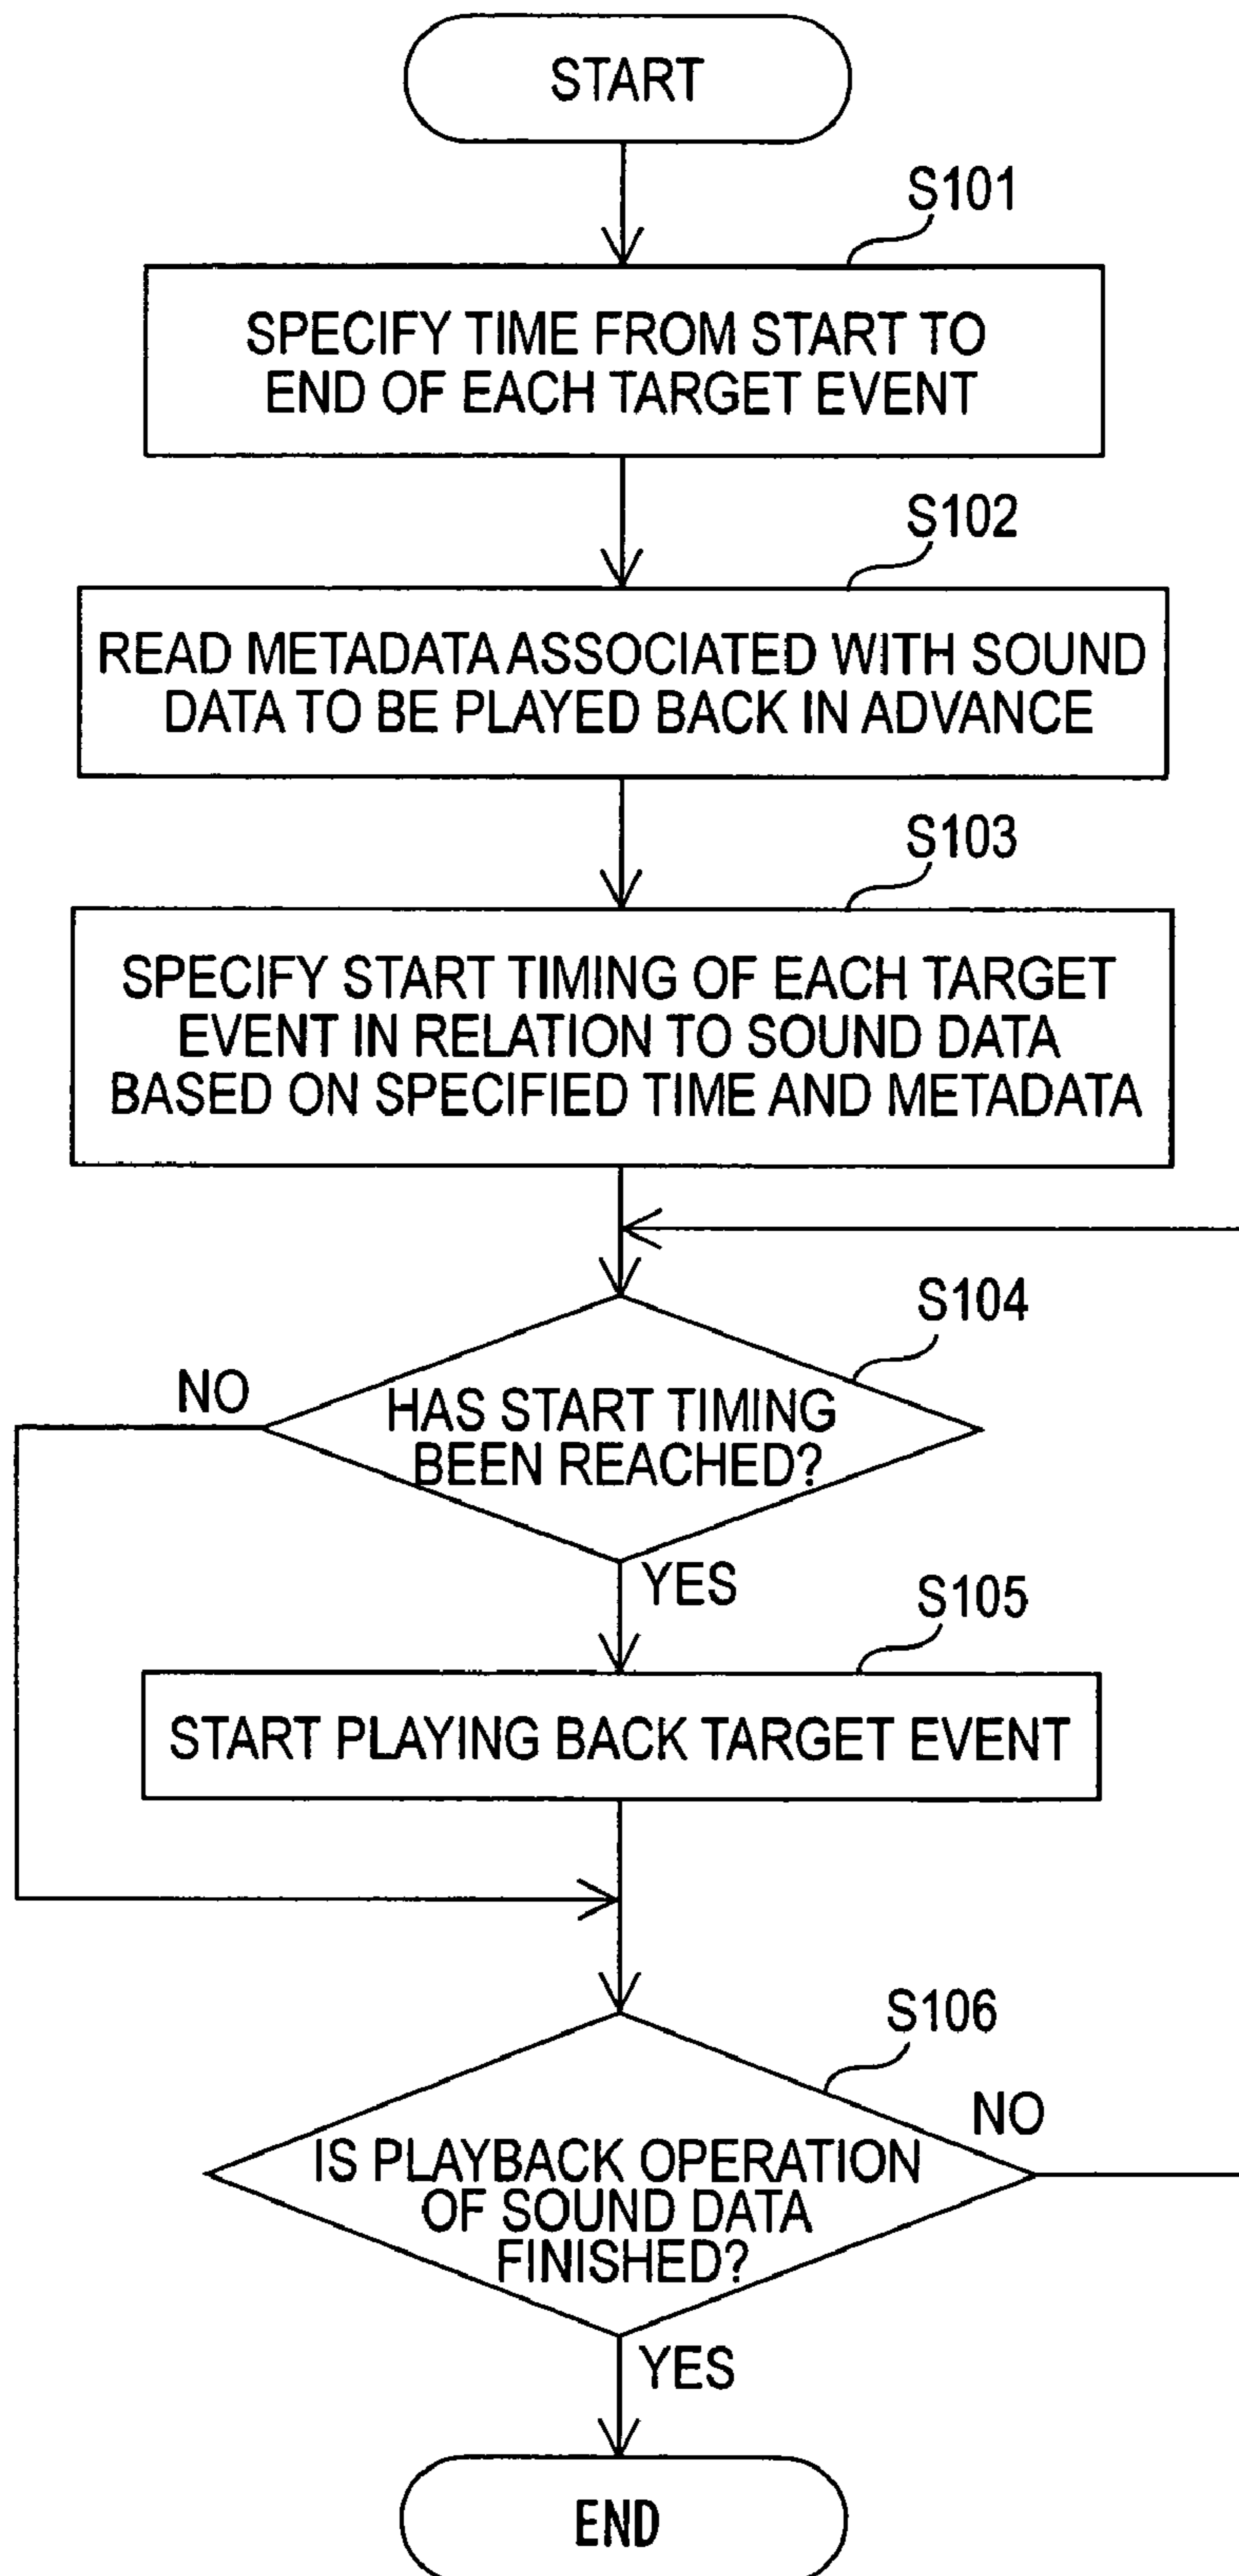 START
S101
SPECIFY TIME FROM START TO
END OF EACH TARGET EVENT
S102
READ METADATA ASSOCIATED WITH SOUND
DATA TO BE PLAYED BACK IN ADVANCE
S103
SPECIFY START TIMING OF EACH TARGET
EVENT IN RELATION TO SOUND DATA
BASED ON SPECIFIED TIME AND METADATA
S104
NO
HAS START TIMING
BEEN REACHED?
YES
S105
START PLAYING BACK TARGET EVENT
S106
NO
IS PLAYBACK OPERATION
OF SOUND DATA
FINISHED?
YES
END